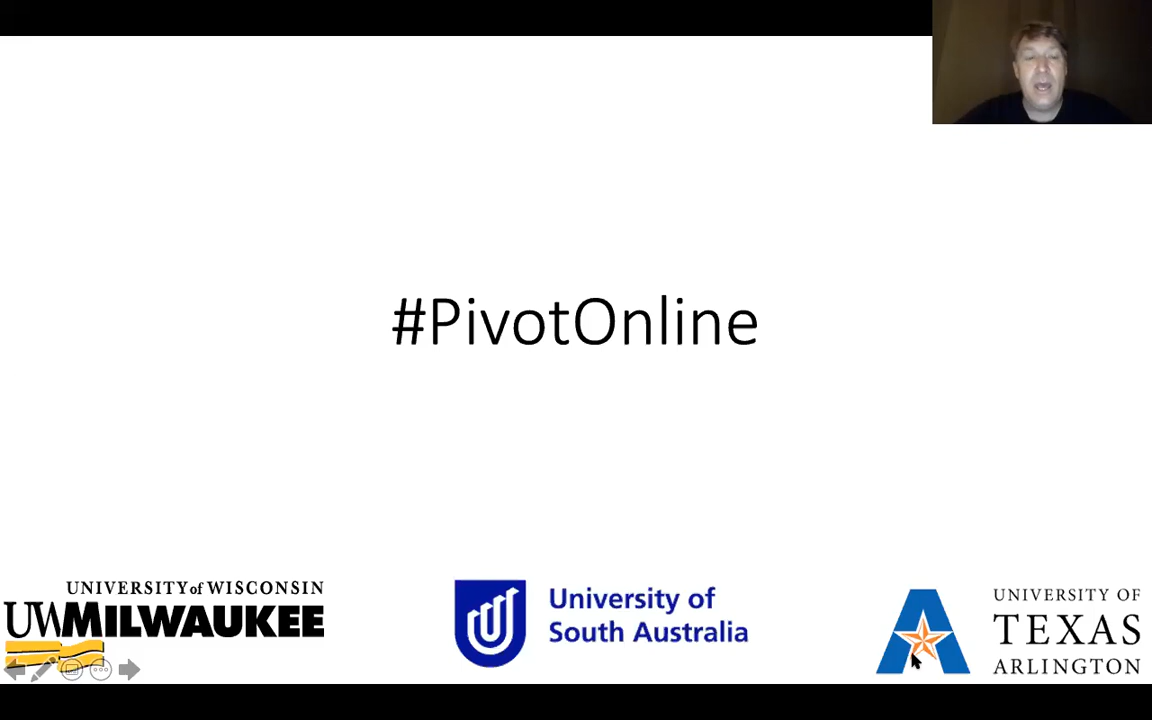 #PivotOnline
UNIVERSITY of WISCONSIN
UWMILWAUKEE
University of
South Australia
UNIVERSITY OF
TEXAS
ARLINGTON